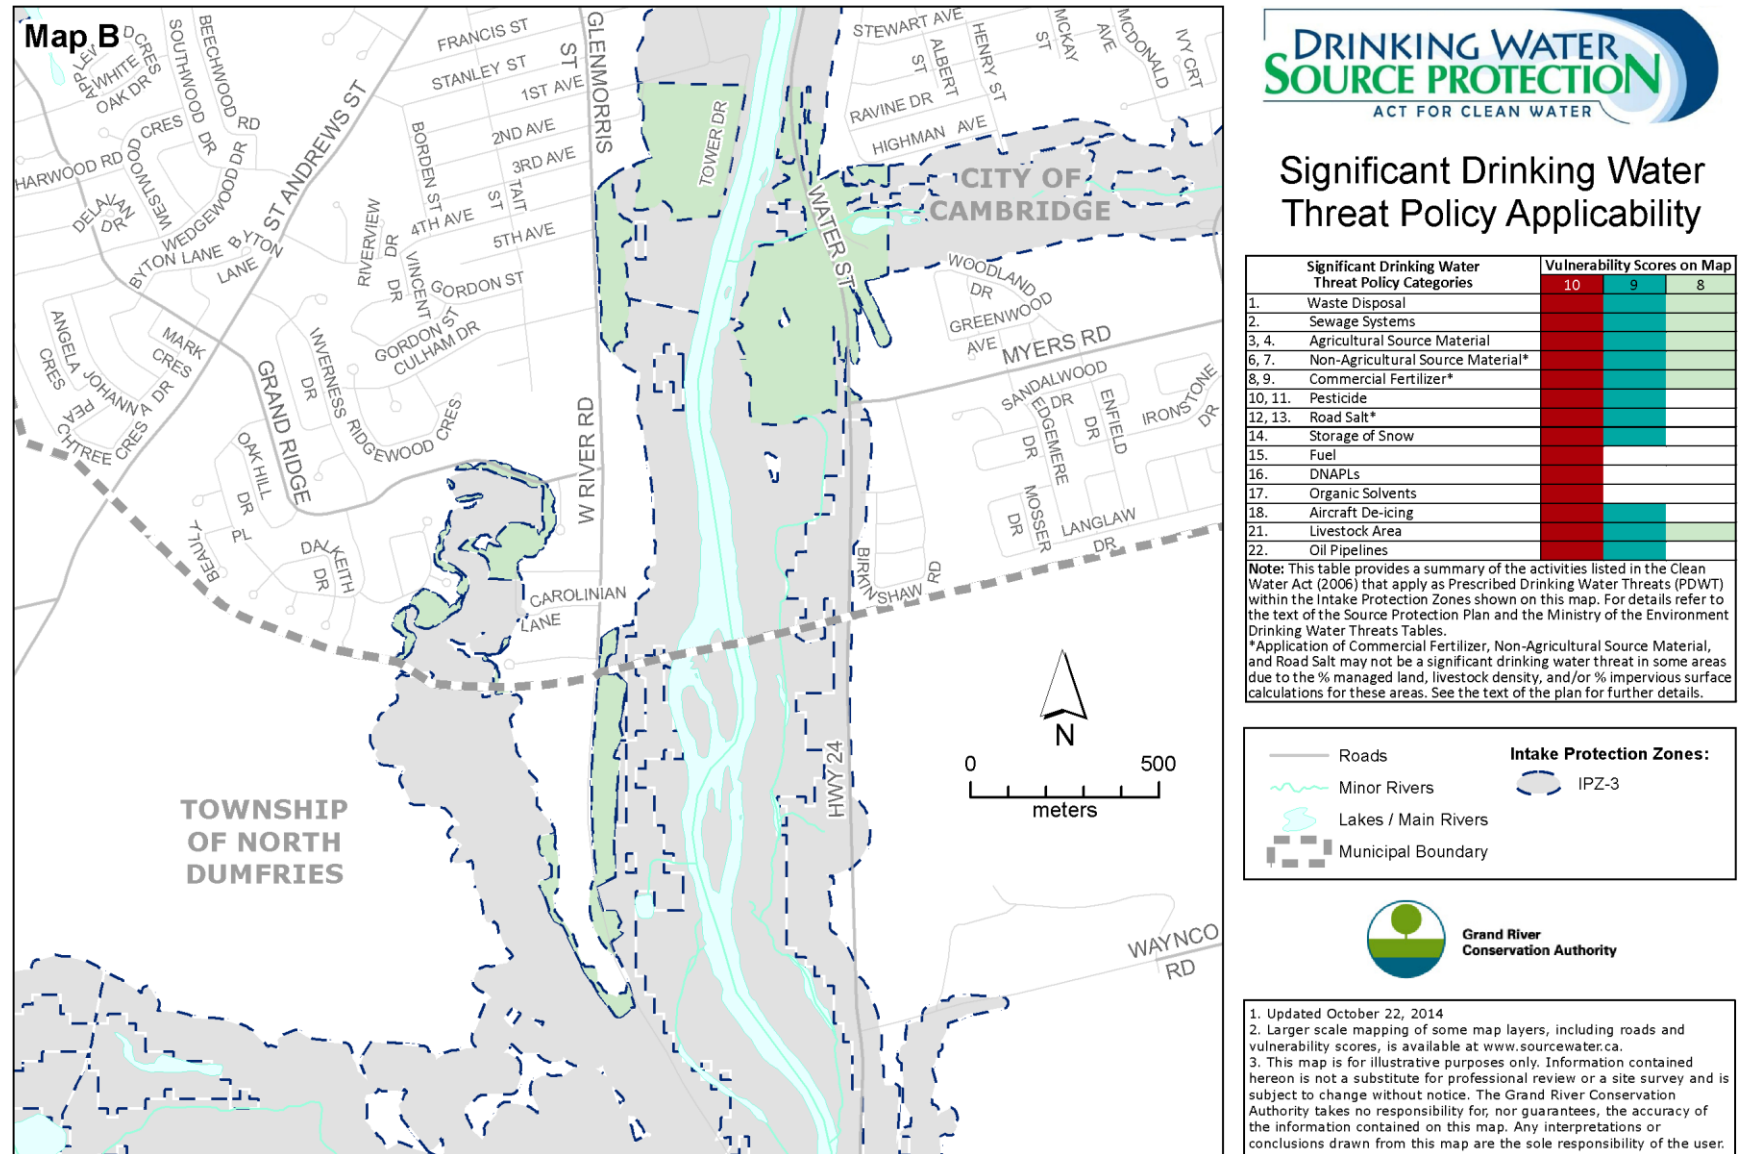 Map B
APPLEV
D CRES
WHITE
OAK DR
SOUTHWOOD DR
BEECHWOOD RD
CRES
HARWOOD RD
WESTWOOD
DELAVAN
DR
WEDGEWOOD DR
BYTON LANE
BYTON
LANE
ST ANDREWS ST
FRANCIS ST
STANLEY ST
1ST AVE
2ND AVE
3RD AVE
4TH AVE
5TH AVE
BORDEN ST
TAIT
ST
GLENMORRIS
ST
RIVERVIEW
DR
VINCENT
DR
GORDON ST
GORDON ST
CULHAM DR
TOWER DR
STEWART AVE
ALBERT
ST
HENRY ST
MCKAY
ST
MCDONALD
AVE
IVY CRT
RAVINE DR
HIGHMAN AVE
CITY OF
CAMBRIDGE
WATER ST
WOODLAND
DR
GREENWOOD
AVE
MYERS RD
SANDALWOOD
DR
EDGEMERE
DR
ENFIELD
DR
IRONSTONE
DR
MOSSER
DR
LANGLAW
DR
BIRKINSHAW RD
ANGELA
CRES
JOHANNA DR
MARK
CRES
PEACHTREE CRES
GRAND RIDGE
INVERNESS
DR
RIDGEWOOD CRES
OAK HILL
DR
BEAUL
PL
DALKEITH
DR
W RIVER RD
CAROLINIAN
LANE
HWY 24
WAYNCO
RD
TOWNSHIP
OF NORTH
DUMFRIES
N
0 500
meters
DRINKING WATER
SOURCE PROTECTION
ACT FOR CLEAN WATER
Significant Drinking Water
Threat Policy Applicability
Significant Drinking Water
Threat Policy Categories
Vulnerability Scores on Map
10 9 8
1. Waste Disposal
2. Sewage Systems
3, 4. Agricultural Source Material
6, 7. Non-Agricultural Source Material*
8, 9. Commercial Fertilizer*
10, 11. Pesticide
12, 13. Road Salt*
14. Storage of Snow
15. Fuel
16. DNAPLs
17. Organic Solvents
18. Aircraft De-icing
21. Livestock Area
22. Oil Pipelines
Note: This table provides a summary of the activities listed in the Clean
Water Act (2006) that apply as Prescribed Drinking Water Threats (PDWT)
within the Intake Protection Zones shown on this map. For details refer to
the text of the Source Protection Plan and the Ministry of the Environment
Drinking Water Threats Tables.
*Application of Commercial Fertilizer, Non-Agricultural Source Material,
and Road Salt may not be a significant drinking water threat in some areas
due to the % managed land, livestock density, and/or % impervious surface
calculations for these areas. See the text of the plan for further details.
Roads
Minor Rivers
Lakes / Main Rivers
Municipal Boundary
Intake Protection Zones:
IPZ-3
Grand River
Conservation Authority
1. Updated October 22, 2014
2. Larger scale mapping of some map layers, including roads and
vulnerability scores, is available at www.sourcewater.ca.
3. This map is for illustrative purposes only. Information contained
hereon is not a substitute for professional review or a site survey and is
subject to change without notice. The Grand River Conservation
Authority takes no responsibility for, nor guarantees, the accuracy of
the information contained on this map. Any interpretations or
conclusions drawn from this map are the sole responsibility of the user.